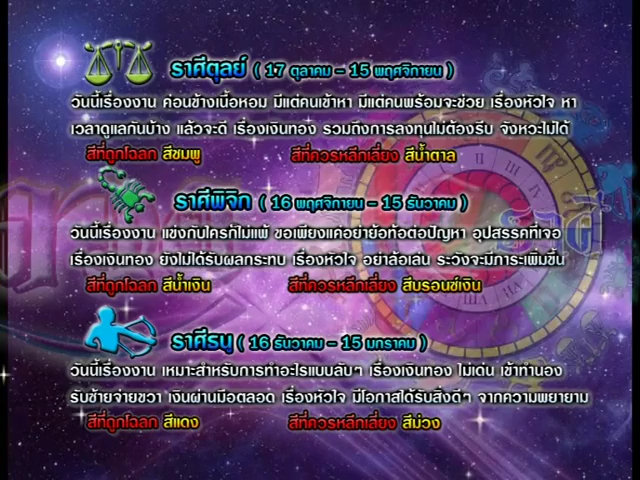 ราศีตุลย์ ( 17 ตุลาคม - 15 พฤศจิกายน )
วันนี้เรื่องงาน ค่อนข้างเนื้อหอม มีแต่คนเข้าหา มีแต่คนพร้อมจะช่วย เรื่องหัวใจ หา
เวลาดูแลกันบ้าง แล้วจะดี เรื่องเงินทอง รวมถึงการลงทุนไม่ต้องรีบ จังหวะไม่ได้
สีที่ถูกโฉลก สีชมพู สีที่ควรหลีกเลี่ยง สีน้ำตาล
ราศีพิจิก ( 16 พฤศจิกายน - 15 ธันวาคม )
วันนี้เรื่องงาน แข่งกับใครก็ไม่แพ้ ขอเพียงแค่อย่าย่อท้อต่อปัญหา อุปสรรคที่เจอ
เรื่องเงินทอง ยังไม่ได้รับผลกระทบ เรื่องหัวใจ อย่าล้อเล่น ระวังจะมีภาระเพิ่มขึ้น
สีที่ถูกโฉลก สีน้ำเงิน สีที่ควรหลีกเลี่ยง สีบรอนซ์เงิน
ราศีธนู ( 16 ธันวาคม - 15 มกราคม )
วันนี้เรื่องงาน เหมาะสำหรับการทำอะไรแบบลับๆ เรื่องเงินทอง ไม่เด่น เข้าทำนอง
รับซ้ายจ่ายขวา เงินผ่านมือตลอด เรื่องหัวใจ มีโอกาสได้รับสิ่งดีๆ จากความพยายาม
สีที่ถูกโฉลก สีแดง สีที่ควรหลีกเลี่ยง สีม่วง